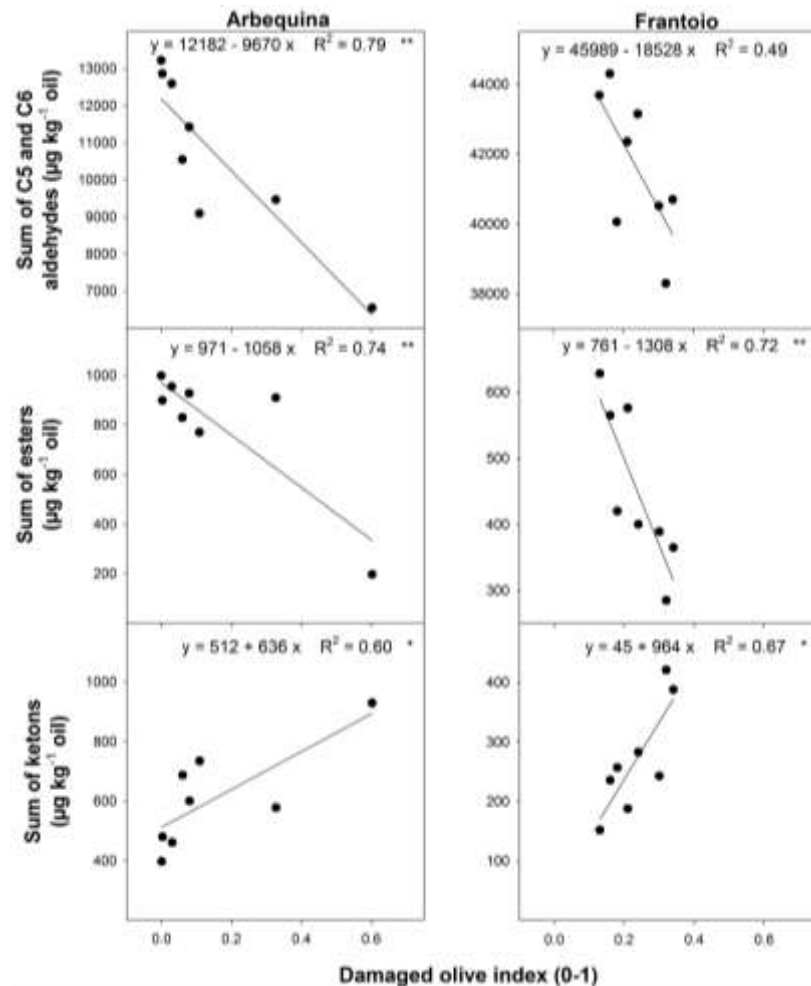 Arbequina
Frantoio
y = 12182 - 9670 x R² = 0.79 **
y = 45989 - 18528 x R² = 0.49
Sum of C5 and C6
aldehydes (µg kg⁻¹ oil)
13000
12000
11000
10000
9000
8000
7000
44000
42000
40000
38000
y = 971 - 1058 x R² = 0.74 **
y = 761 - 1308 x R² = 0.72 **
Sum of esters
(µg kg⁻¹ oil)
1000
800
600
400
200
600
500
400
300
y = 512 + 636 x R² = 0.60 *
y = 45 + 964 x R² = 0.67 *
Sum of ketons
(µg kg⁻¹ oil)
1000
800
600
400
400
300
200
100
0.0 0.2 0.4 0.6
0.0 0.2 0.4 0.6
Damaged olive index (0-1)